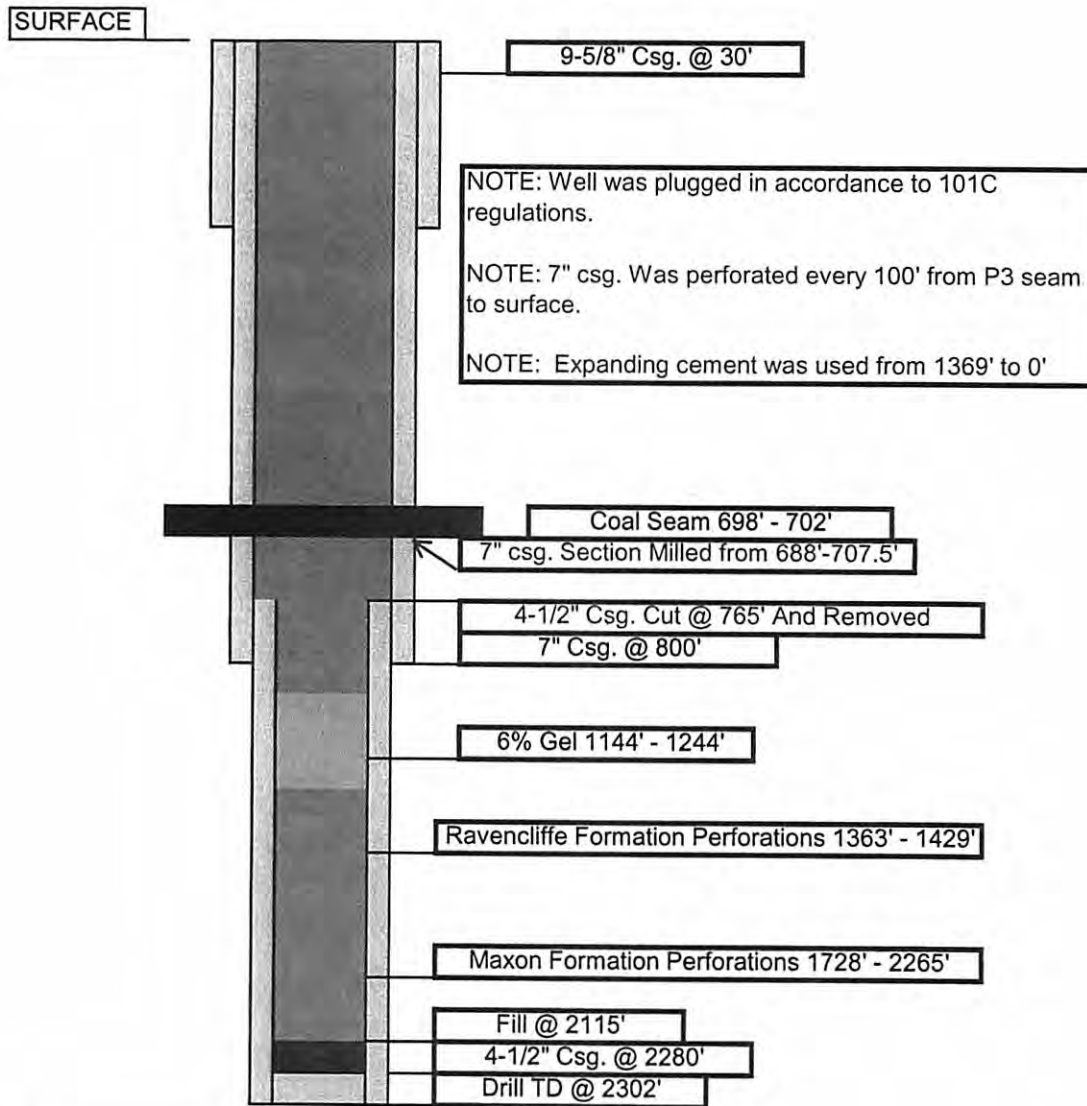 SURFACE
9-5/8" Csg. @ 30'
NOTE: Well was plugged in accordance to 101C
regulations.
NOTE: 7" csg. Was perforated every 100' from P3 seam
to surface.
NOTE: Expanding cement was used from 1369' to 0'
Coal Seam 698' - 702'
7" csg. Section Milled from 688'-707.5'
4-1/2" Csg. Cut @ 765' And Removed
7" Csg. @ 800'
6% Gel 1144' - 1244'
Ravencliffe Formation Perforations 1363' - 1429'
Maxon Formation Perforations 1728' - 2265'
Fill @ 2115'
4-1/2" Csg. @ 2280'
Drill TD @ 2302'